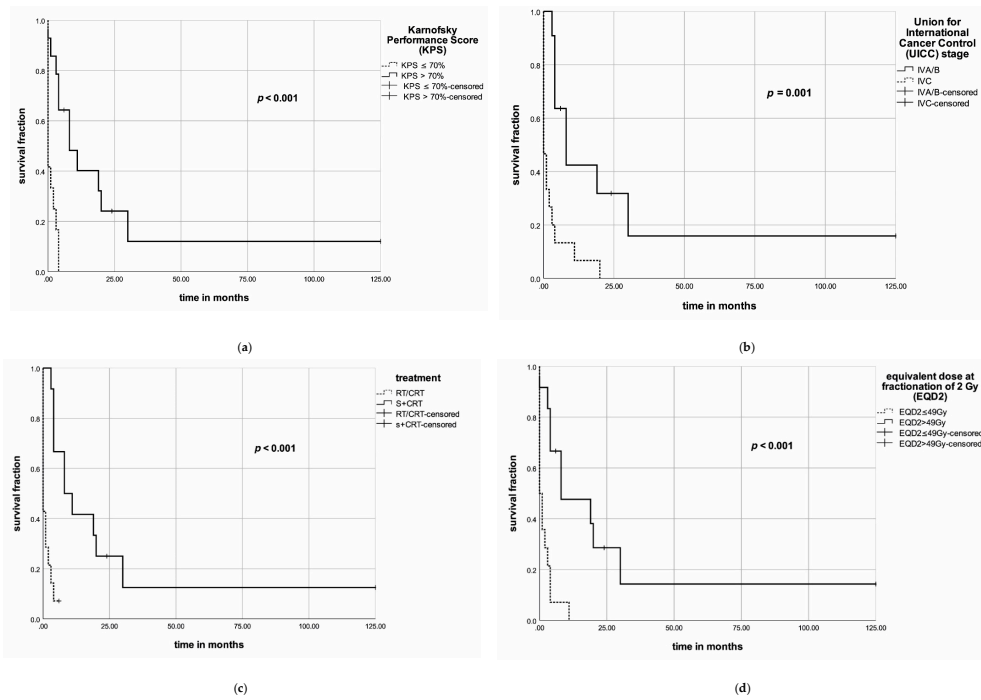 Karnofsky
Performance Score
(KPS)
KPS ≤ 70%
KPS > 70%
KPS ≤ 70%-censored
KPS > 70%-censored
p < 0.001
survival fraction
1.0
0.8
0.6
0.4
0.2
0.0
.00 25.00 50.00 75.00 100.00 125.00
time in months
(a)
Union for
International
Cancer Control
(UICC) stage
IVA/B
IVC
IVA/B-censored
IVC-censored
p = 0.001
survival fraction
1.0
0.8
0.6
0.4
0.2
0.0
.00 25.00 50.00 75.00 100.00 125.00
time in months
(b)
treatment
RT/CRT
S+CRT
RT/CRT-censored
s+CRT-censored
p < 0.001
survival fraction
1.0
0.8
0.6
0.4
0.2
0.0
.00 25.00 50.00 75.00 100.00 125.00
time in months
(c)
equivalent dose at
fractionation of 2 Gy
(EQD2)
EQD2≤49Gy
EQD2>49Gy
EQD2≤49Gy-censored
EQD2>49Gy-censored
p < 0.001
survival fraction
1.0
0.8
0.6
0.4
0.2
0.0
.00 25.00 50.00 75.00 100.00 125.00
time in months
(d)